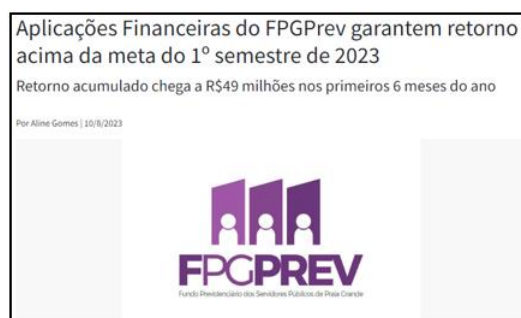 Aplicações Financeiras do FPGPrev garantem retorno
acima da meta do 1º semestre de 2023
Retorno acumulado chega a R$49 milhões nos primeiros 6 meses do ano
Por Aline Gomes | 10/8/2023
FPGPREV
Fundo Previdenciário dos Servidores Públicos de Praia Grande